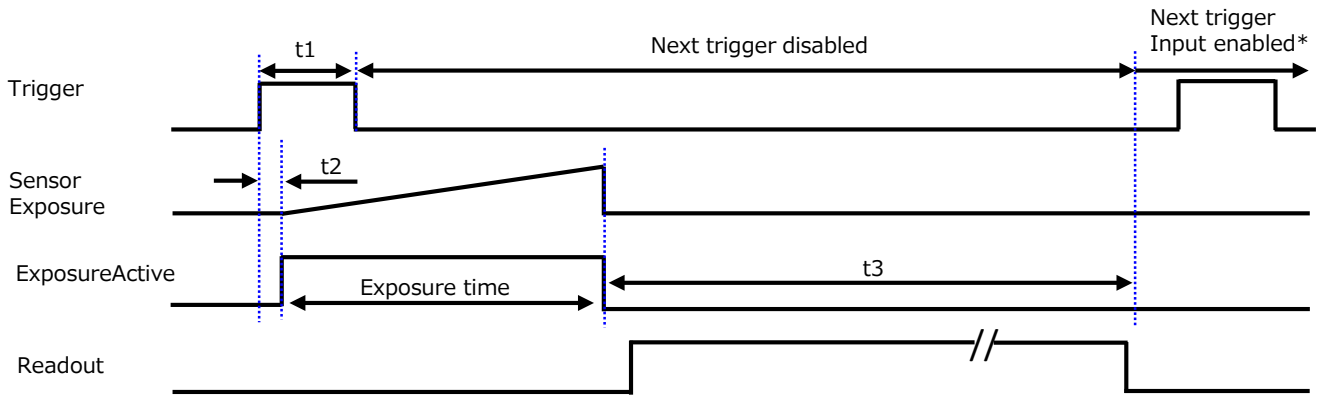 Next trigger
Input enabled*
t1
Next trigger disabled
Trigger
t2
Sensor
Exposure
ExposureActive
Exposure time
t3
Readout